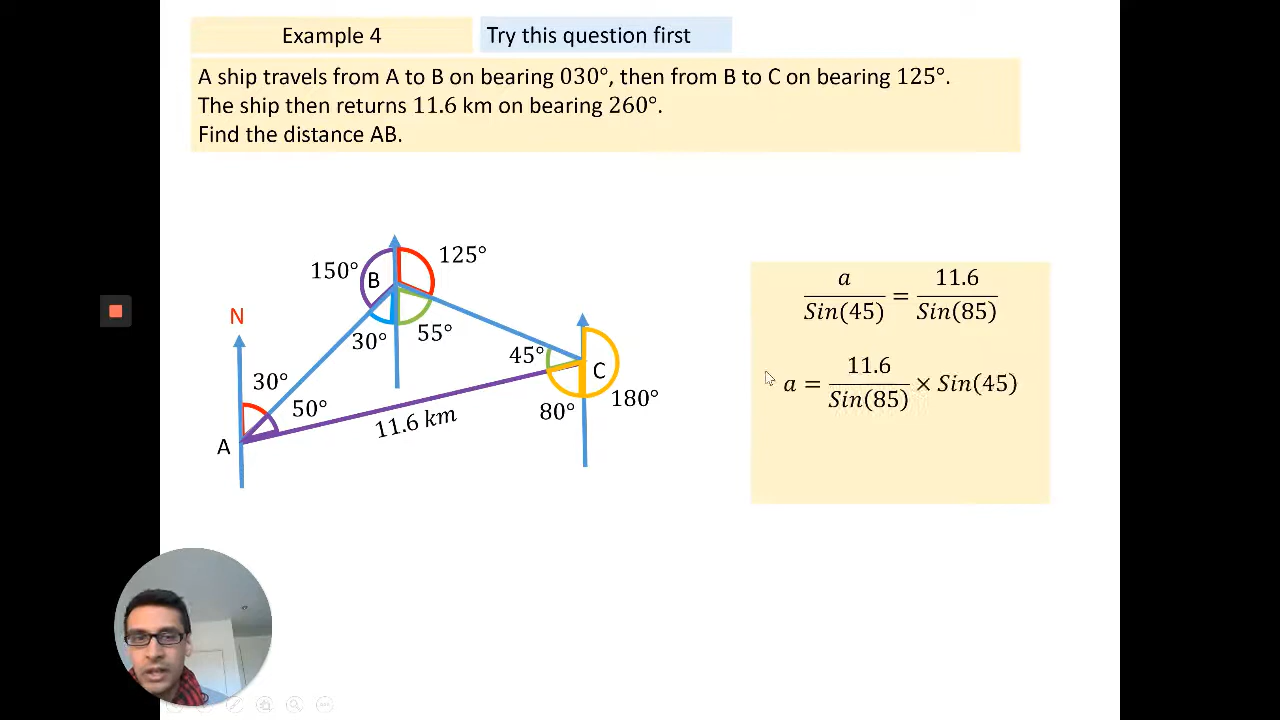 Example 4
Try this question first
A ship travels from A to B on bearing 030°, then from B to C on bearing 125°.
The ship then returns 11.6 km on bearing 260°.
Find the distance AB.
150°
B
125°
N
30°
55°
45°
C
30°
50°
80°
180°
11.6 km
A
a/Sin(45) = 11.6/Sin(85)
a = 11.6/Sin(85) × Sin(45)